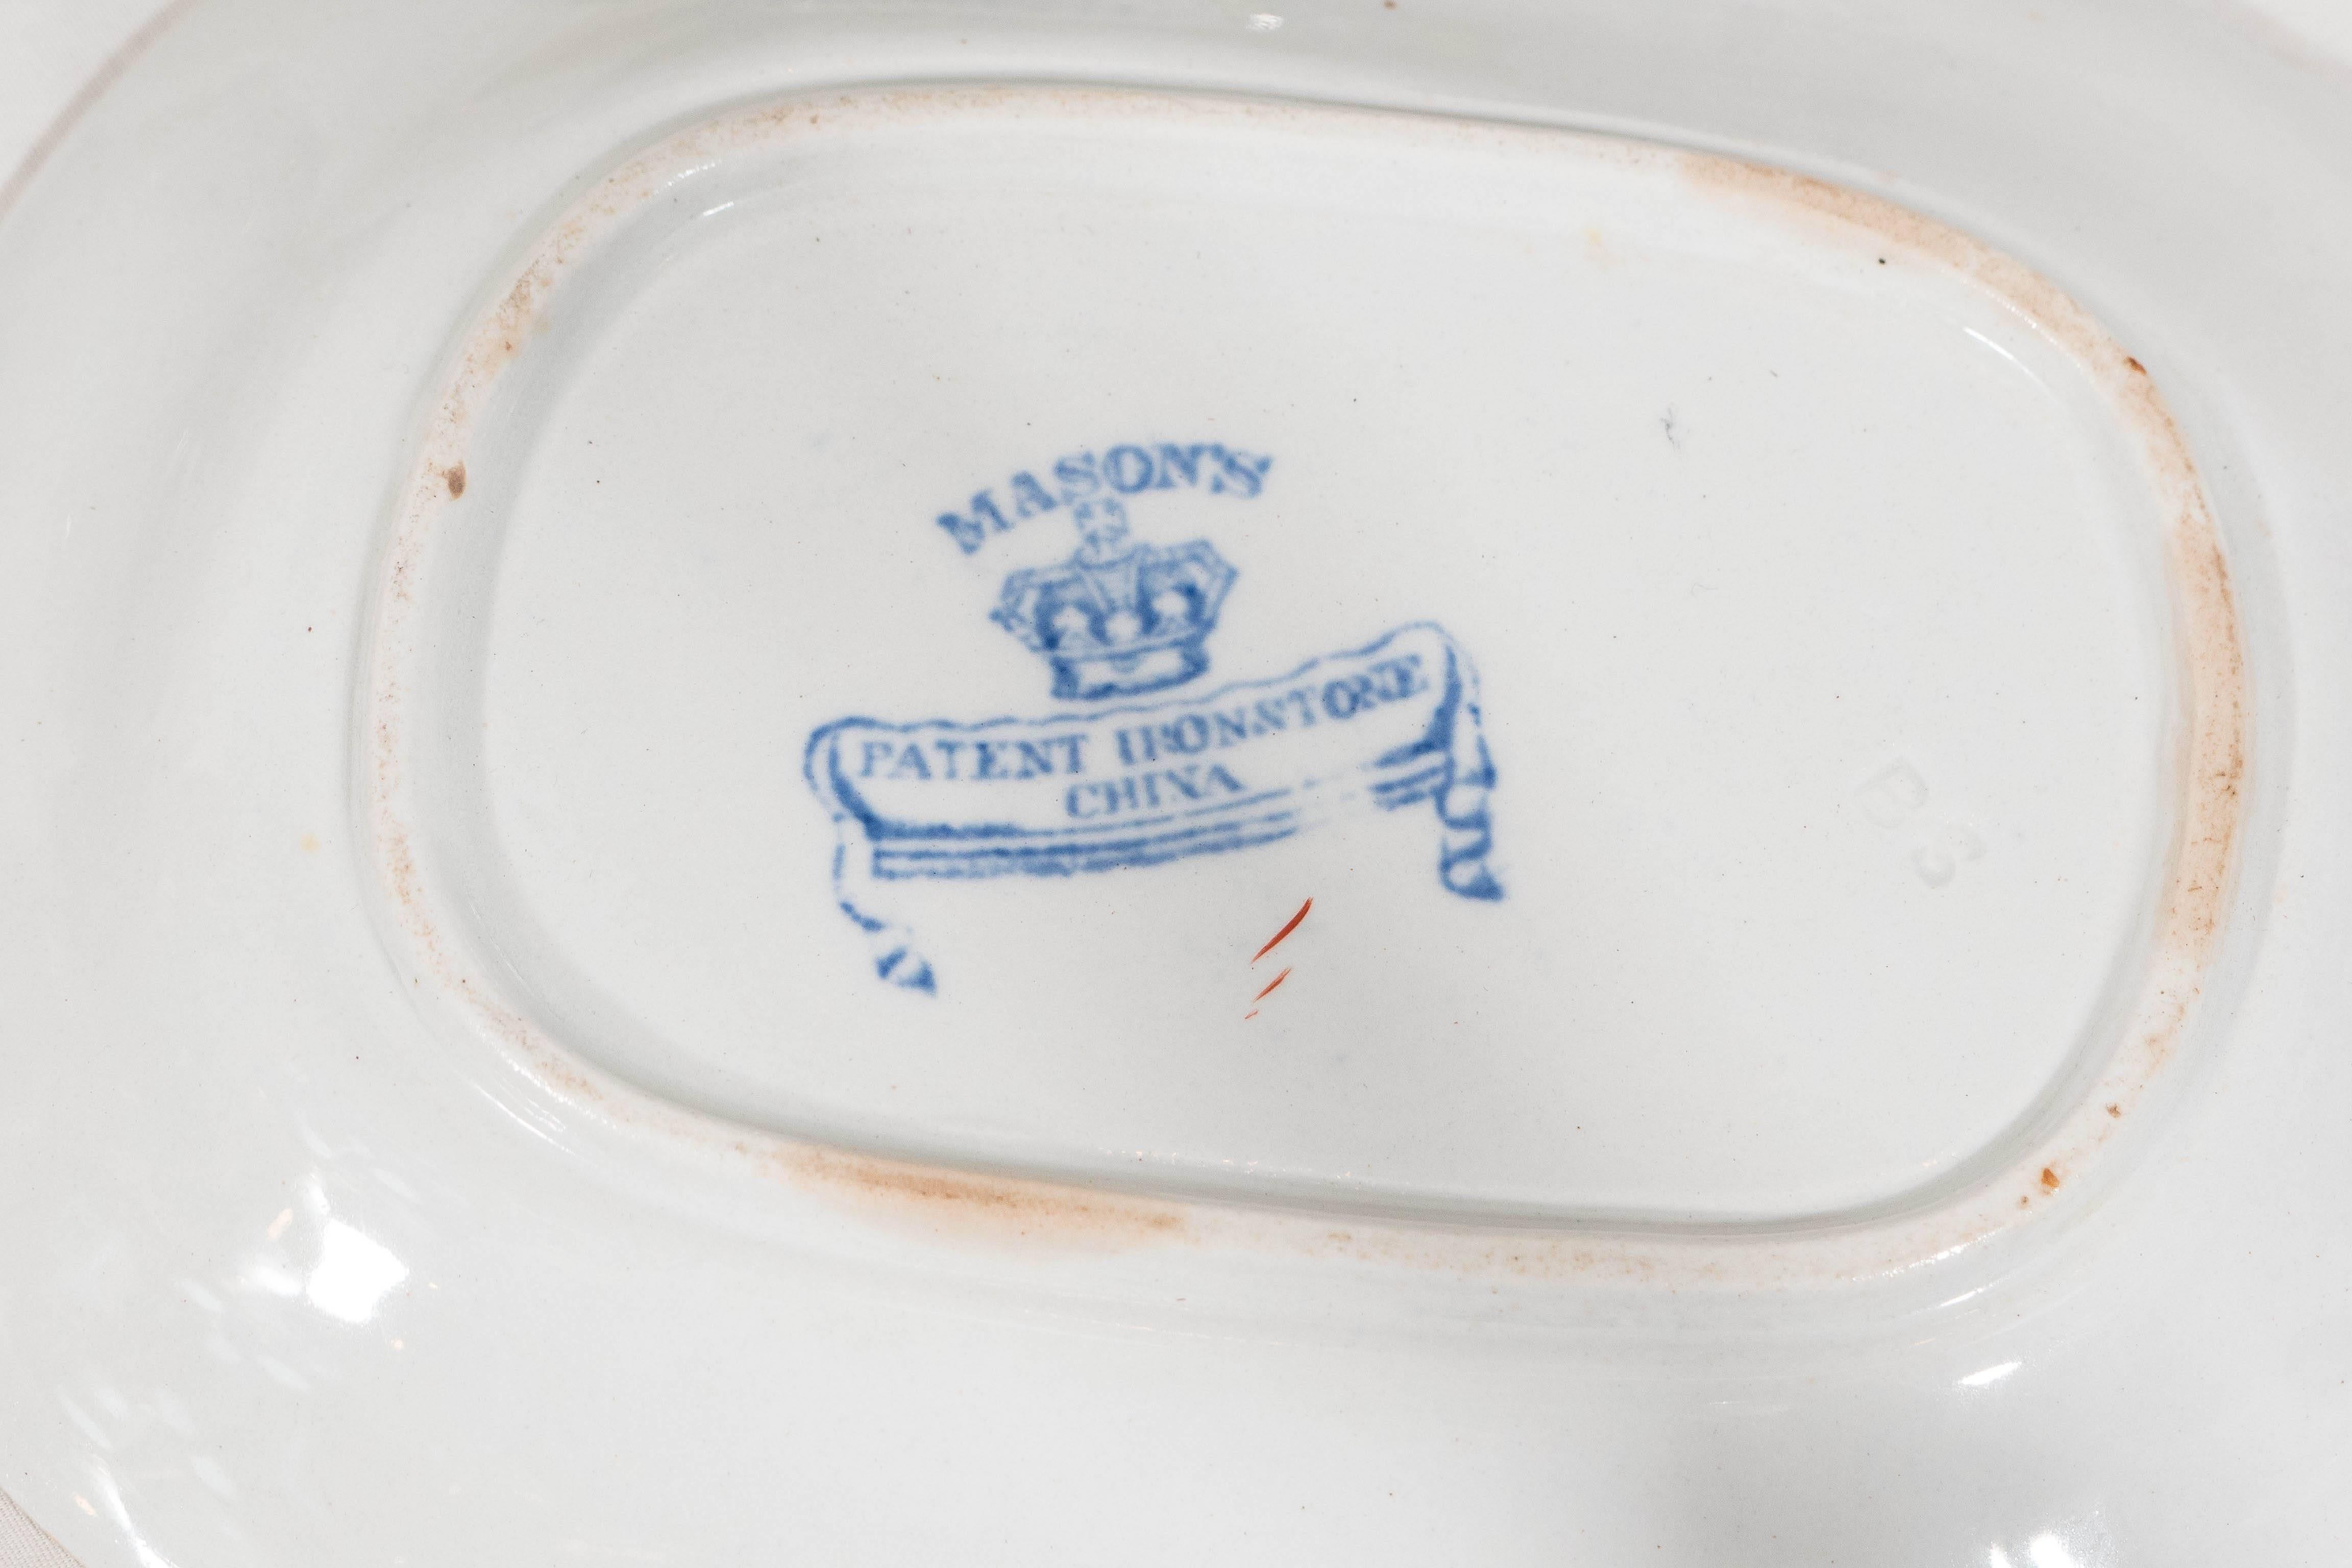 MASON'S
PATENT IRONSTONE
CHINA